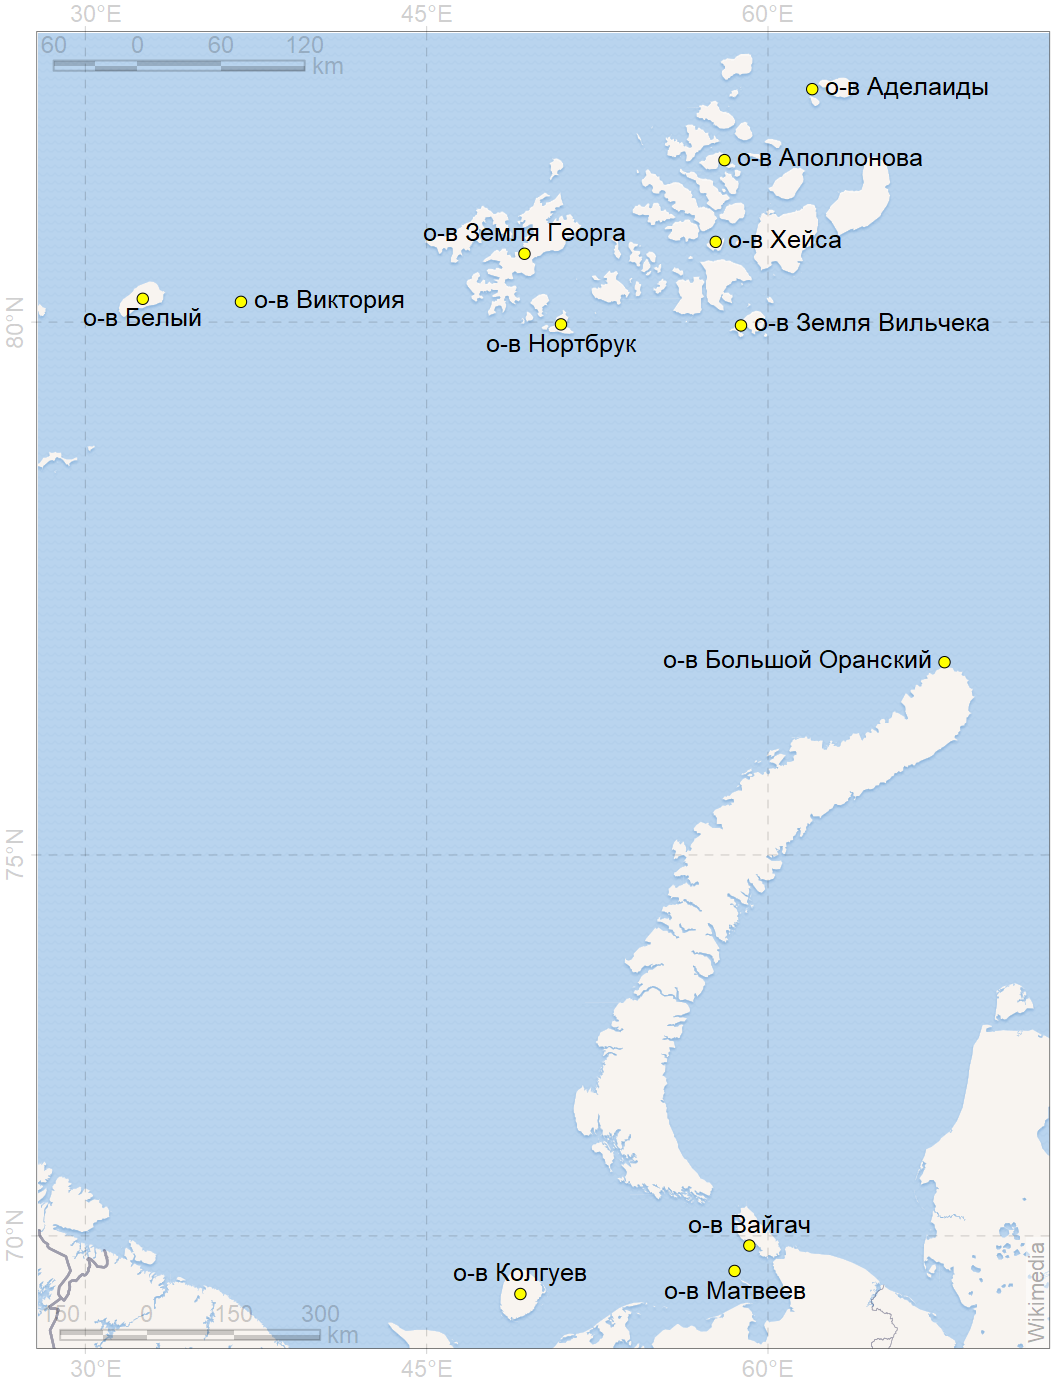 30°E 45°E 60°E
60 0 60 120
km
о-в Аделаиды
о-в Аполлонова
о-в Земля Георга
о-в Хейса
о-в Виктория
о-в Белый
80°N
о-в Земля Вильчека
о-в Нортбрук
о-в Большой Оранский
75°N
о-в Вайгач
70°N
о-в Колгуев
о-в Матвеев
Wikimedia
150 0 150 300
km
30°E 45°E 60°E